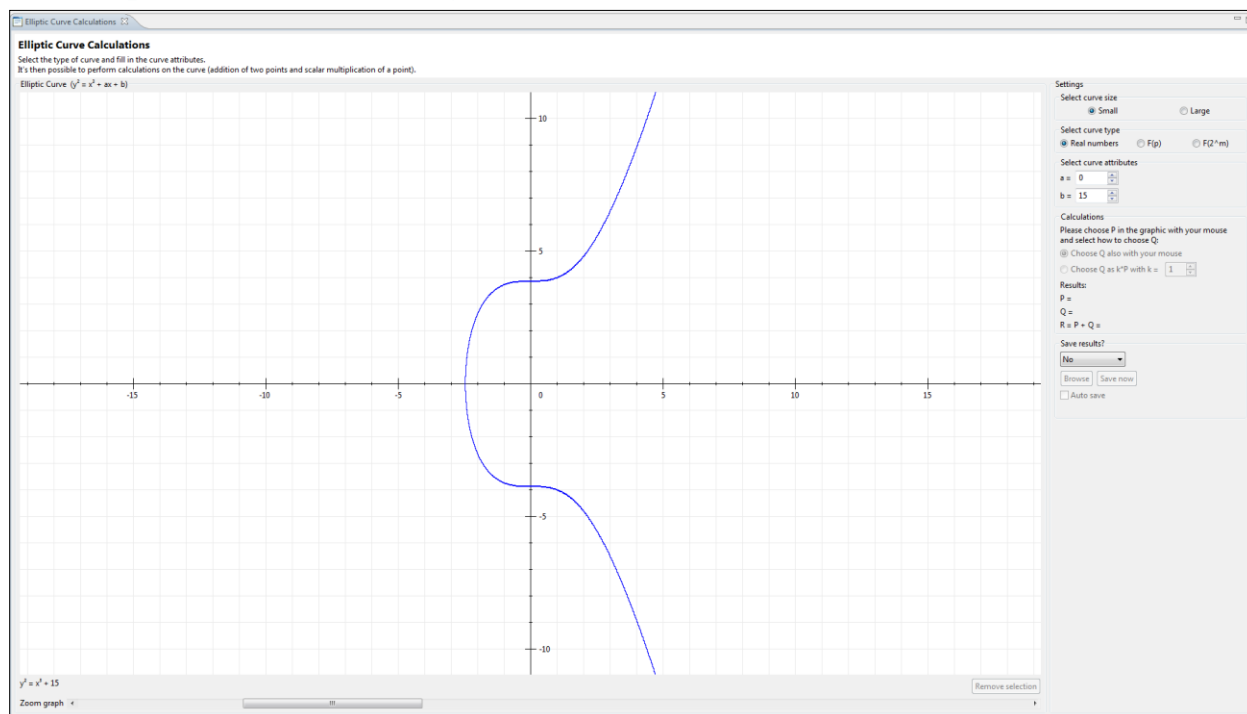 Elliptic Curve Calculations
Elliptic Curve Calculations
Select the type of curve and fill in the curve attributes.
It's then possible to perform calculations on the curve (addition of two points and scalar multiplication of a point).
Elliptic Curve (y² = x³ + ax + b)
10
5
-15
-10
-5
0
5
10
15
-5
-10
y² = x³ + 15
Remove selection
Zoom graph
Settings
Select curve size
Small Large
Select curve type
Real numbers F(p) F(2^m)
Select curve attributes
a = 0
b = 15
Calculations
Please choose P in the graphic with your mouse
and select how to choose Q:
Choose Q also with your mouse
Choose Q as k*P with k = 1
Results:
P =
Q =
R = P + Q =
Save results?
No
Browse Save now
Auto save